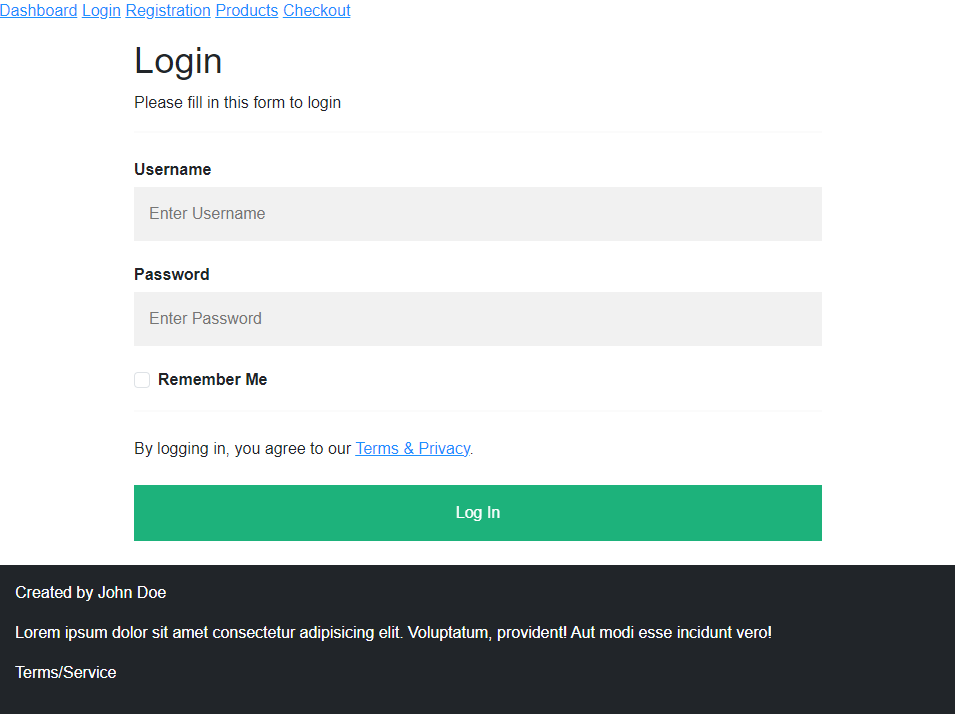 Dashboard Login Registration Products Checkout
Login
Please fill in this form to login
Username
Enter Username
Password
Enter Password
Remember Me
By logging in, you agree to our Terms & Privacy.
Log In
Created by John Doe
Lorem ipsum dolor sit amet consectetur adipisicing elit. Voluptatum, provident! Aut modi esse incidunt vero!
Terms/Service